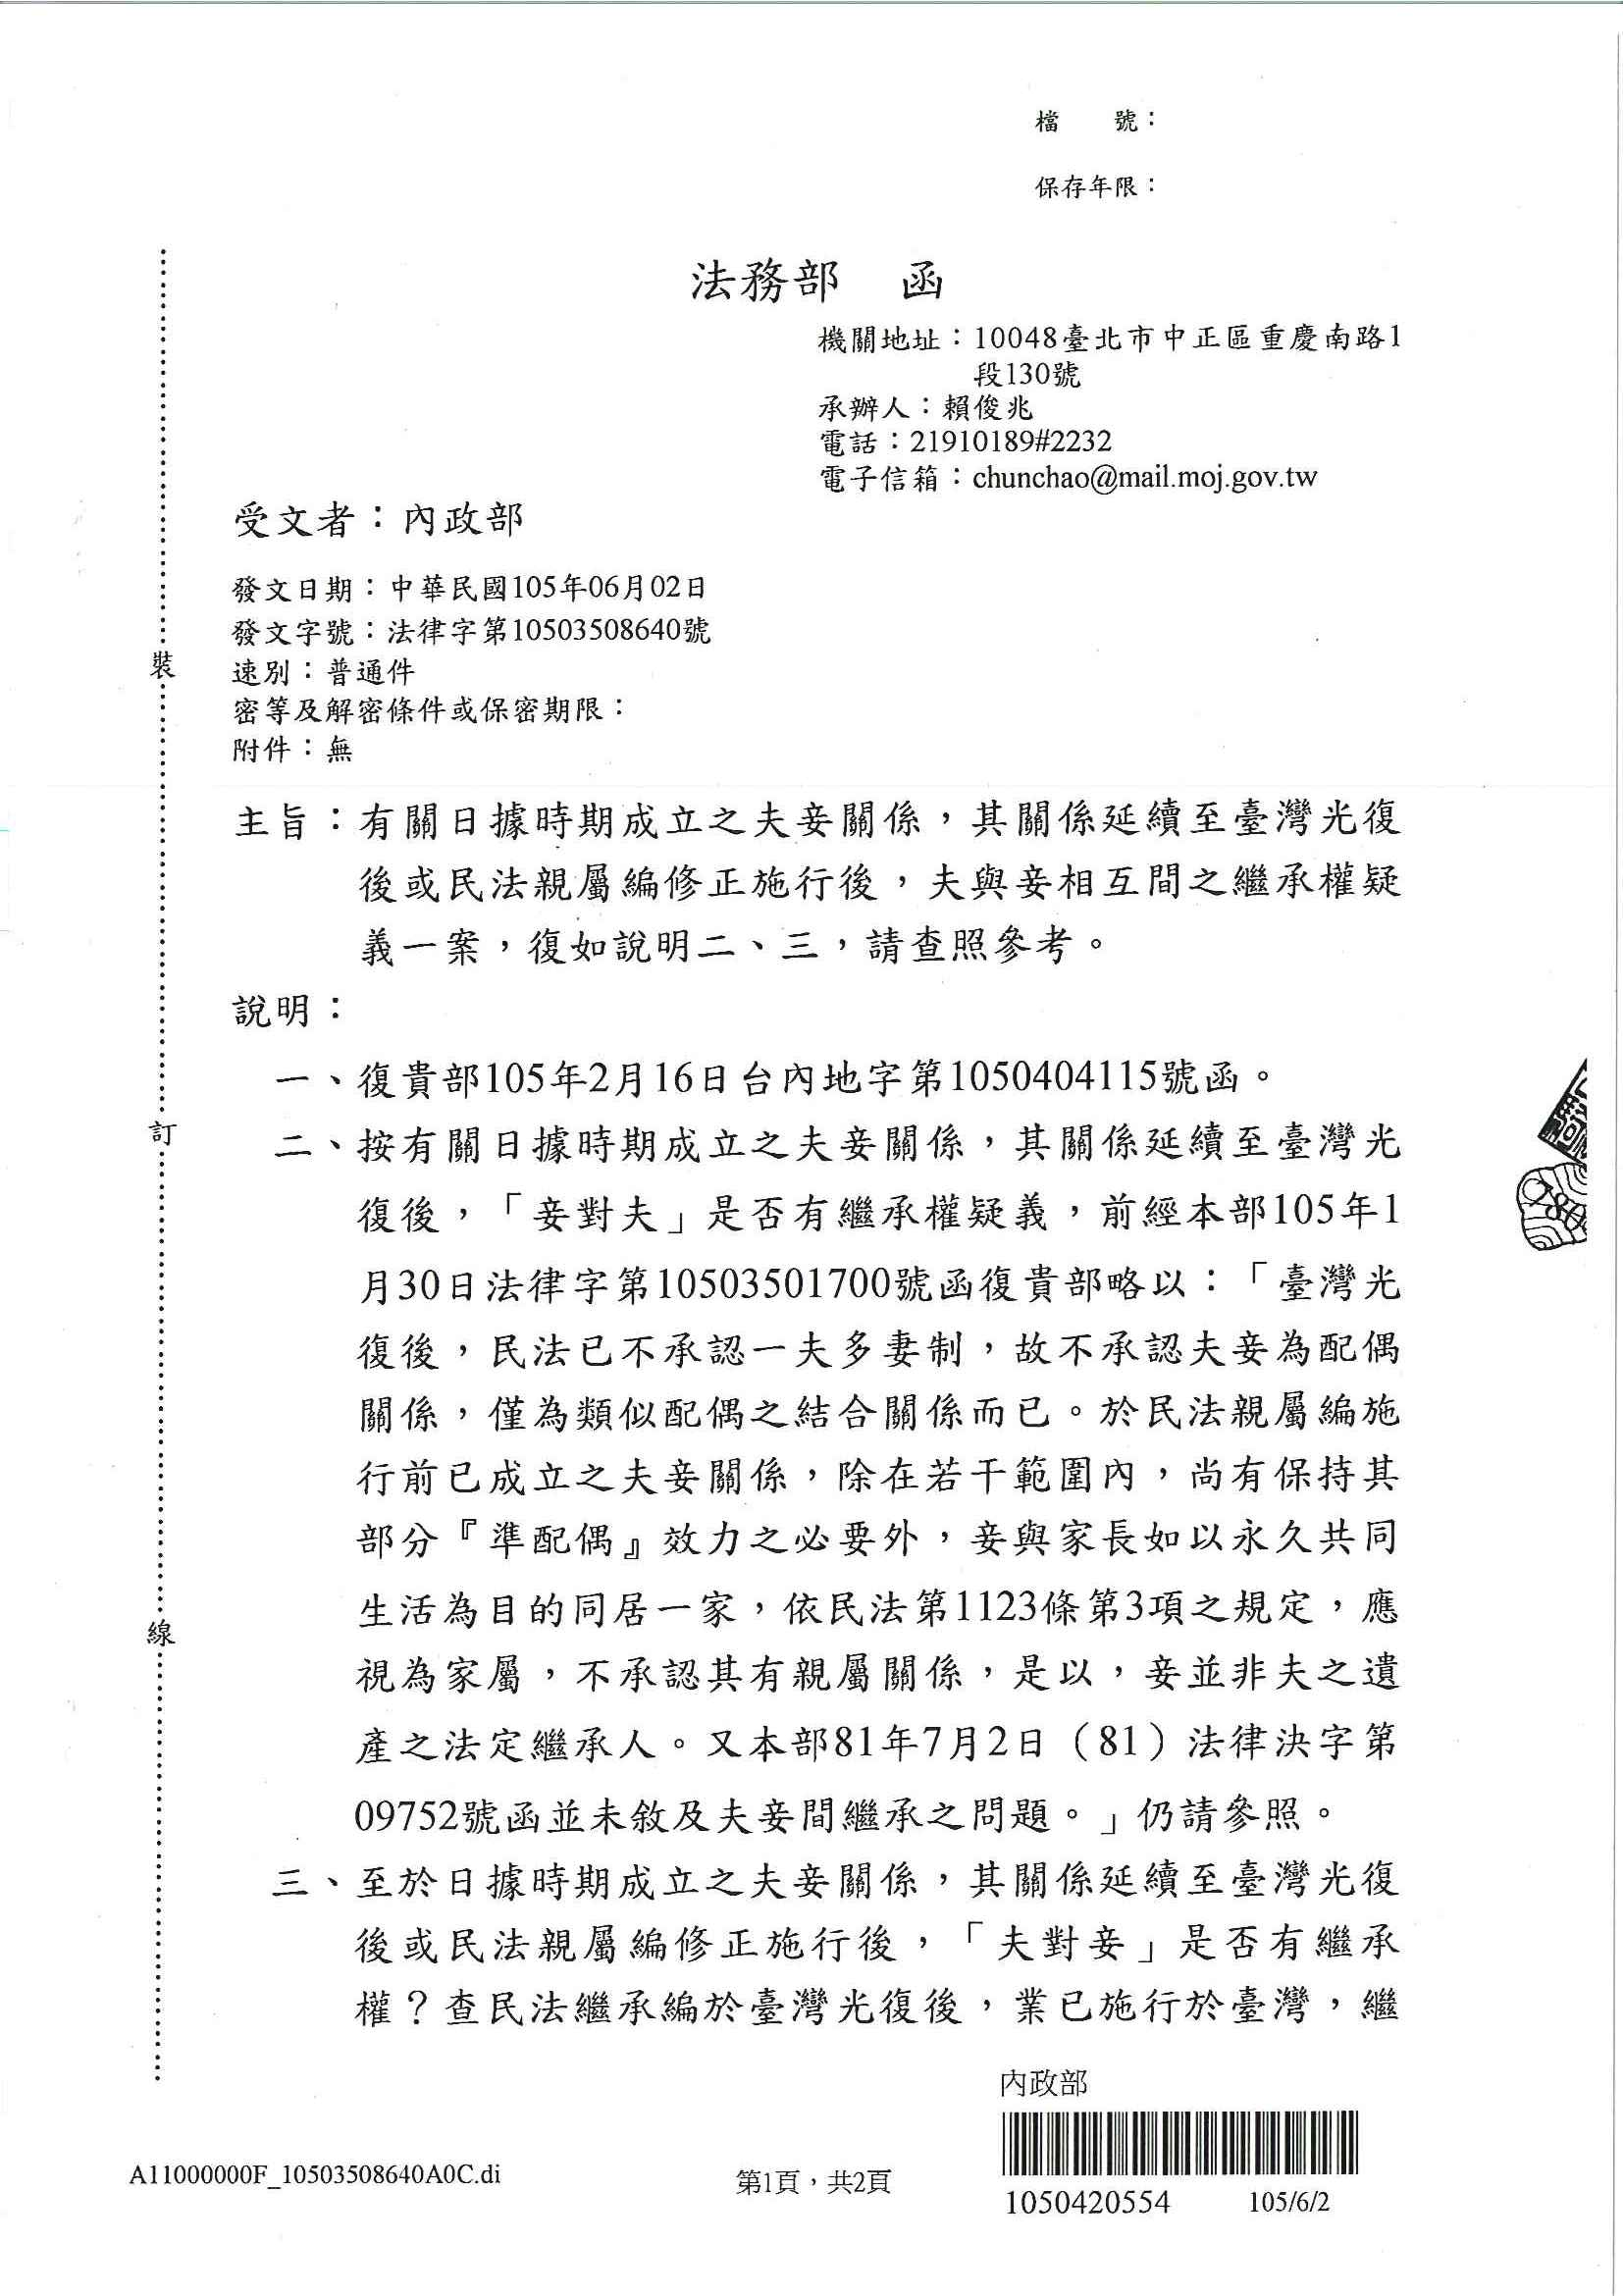 檔　　號：
保存年限：
法務部　函
機關地址：10048臺北市中正區重慶南路1
段130號
承辦人：賴俊兆
電話：21910189#2232
電子信箱：chunchao@mail.moj.gov.tw
受文者：內政部
發文日期：中華民國105年06月02日
發文字號：法律字第10503508640號
速別：普通件
密等及解密條件或保密期限：
附件：無
主旨：有關日據時期成立之夫妾關係，其關係延續至臺灣光復
後或民法親屬編修正施行後，夫與妾相互間之繼承權疑
義一案，復如說明二、三，請查照參考。
說明：
一、復貴部105年2月16日台內地字第1050404115號函。
二、按有關日據時期成立之夫妾關係，其關係延續至臺灣光
復後，「妾對夫」是否有繼承權疑義，前經本部105年1
月30日法律字第10503501700號函復貴部略以：「臺灣光
復後，民法已不承認一夫多妻制，故不承認夫妾為配偶
關係，僅為類似配偶之結合關係而已。於民法親屬編施
行前已成立之夫妾關係，除在若干範圍內，尚有保持其
部分『準配偶』效力之必要外，妾與家長如以永久共同
生活為目的同居一家，依民法第1123條第3項之規定，應
視為家屬，不承認其有親屬關係，是以，妾並非夫之遺
產之法定繼承人。又本部81年7月2日（81）法律決字第
09752號函並未敘及夫妾間繼承之問題。」仍請參照。
三、至於日據時期成立之夫妾關係，其關係延續至臺灣光復
後或民法親屬編修正施行後，「夫對妾」是否有繼承
權？查民法繼承編於臺灣光復後，業已施行於臺灣，繼
裝
訂
線
內政部
1050420554　105/6/2
A11000000F_10503508640A0C.di
第1頁，共2頁